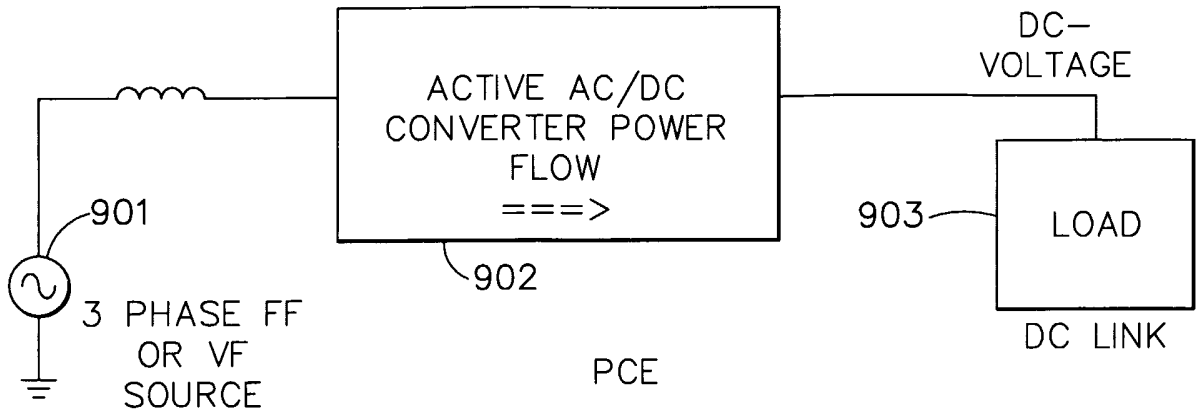 DC-
VOLTAGE
ACTIVE AC/DC
CONVERTER POWER
FLOW
===>
901
902
903
LOAD
3 PHASE FF
OR VF
SOURCE
DC LINK
PCE